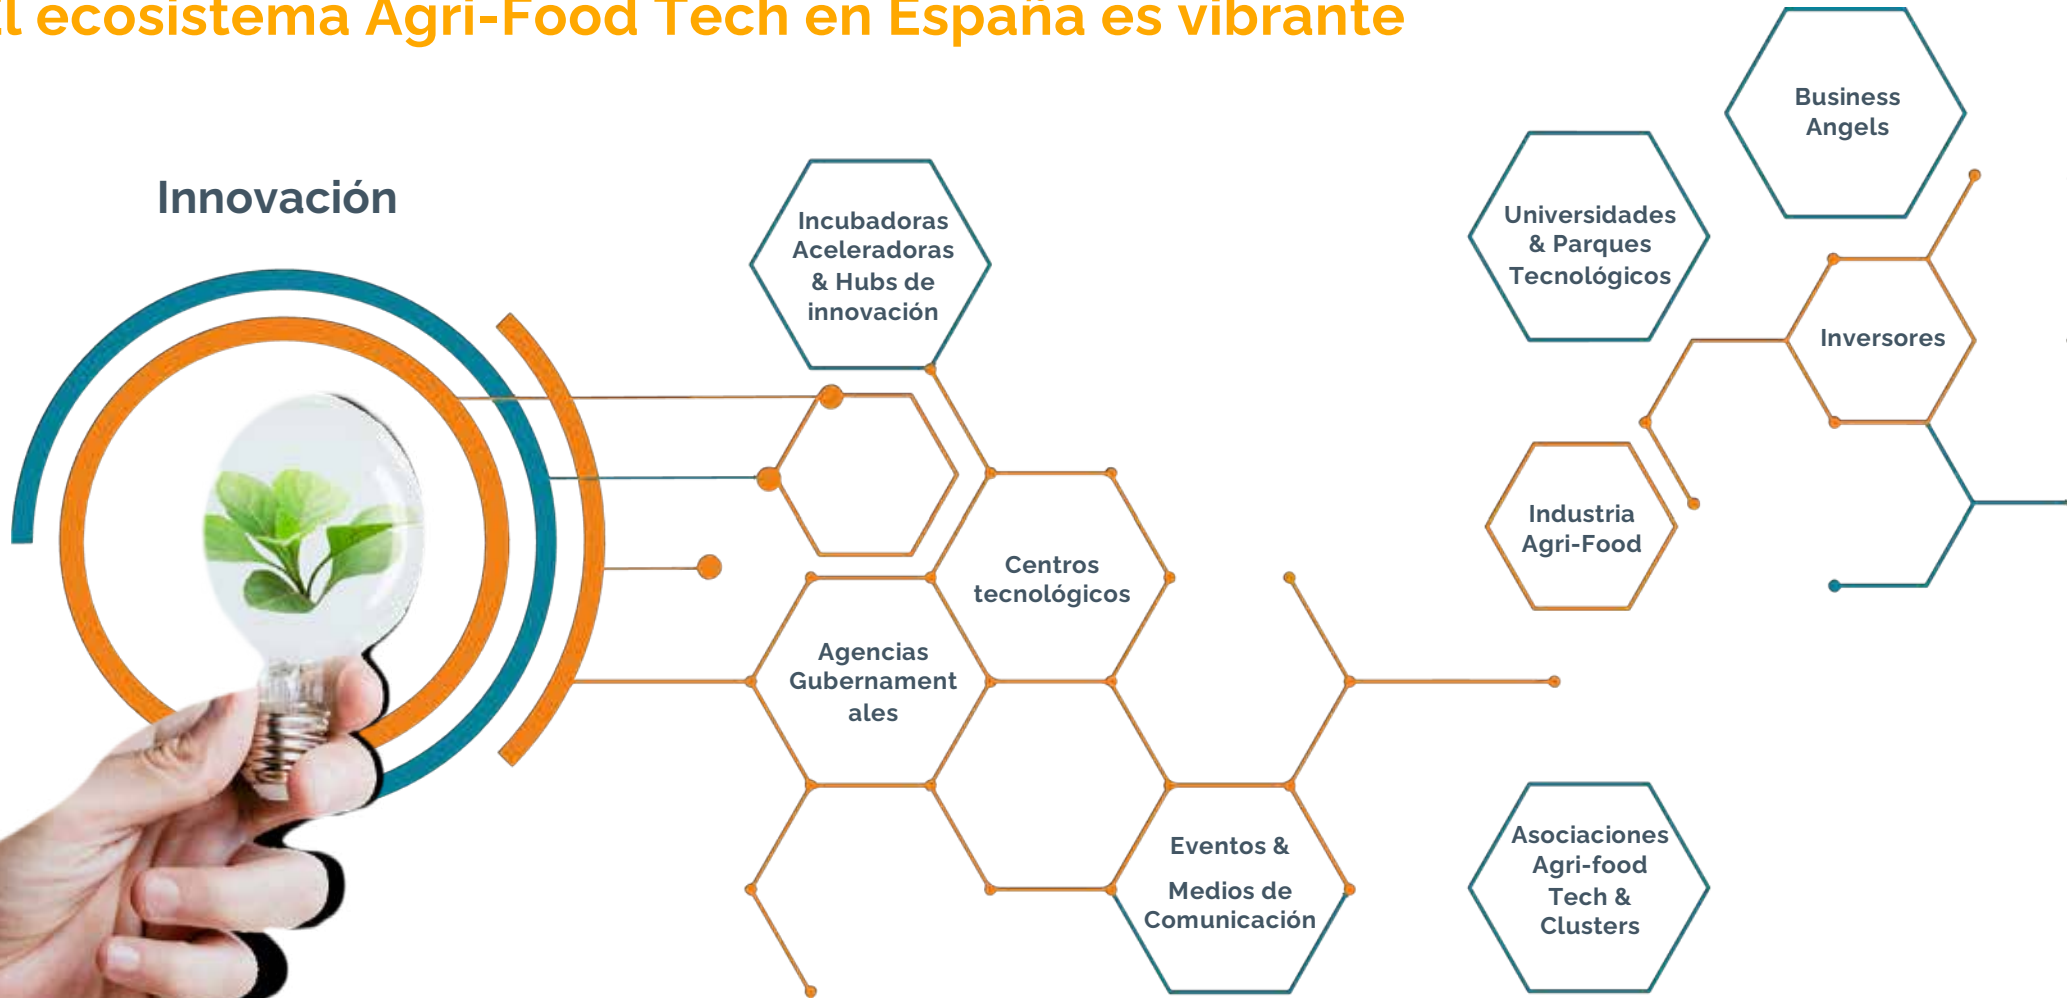 l ecosistema Agri-Food Tech en España es vibrante
Innovación
Incubadoras
Aceleradoras
& Hubs de
innovación
Centros
tecnológicos
Agencias
Gubernament
ales
Eventos &
Medios de
Comunicación
Business
Angels
Universidades
& Parques
Tecnológicos
Inversores
Industria
Agri-Food
Asociaciones
Agri-food
Tech &
Clusters